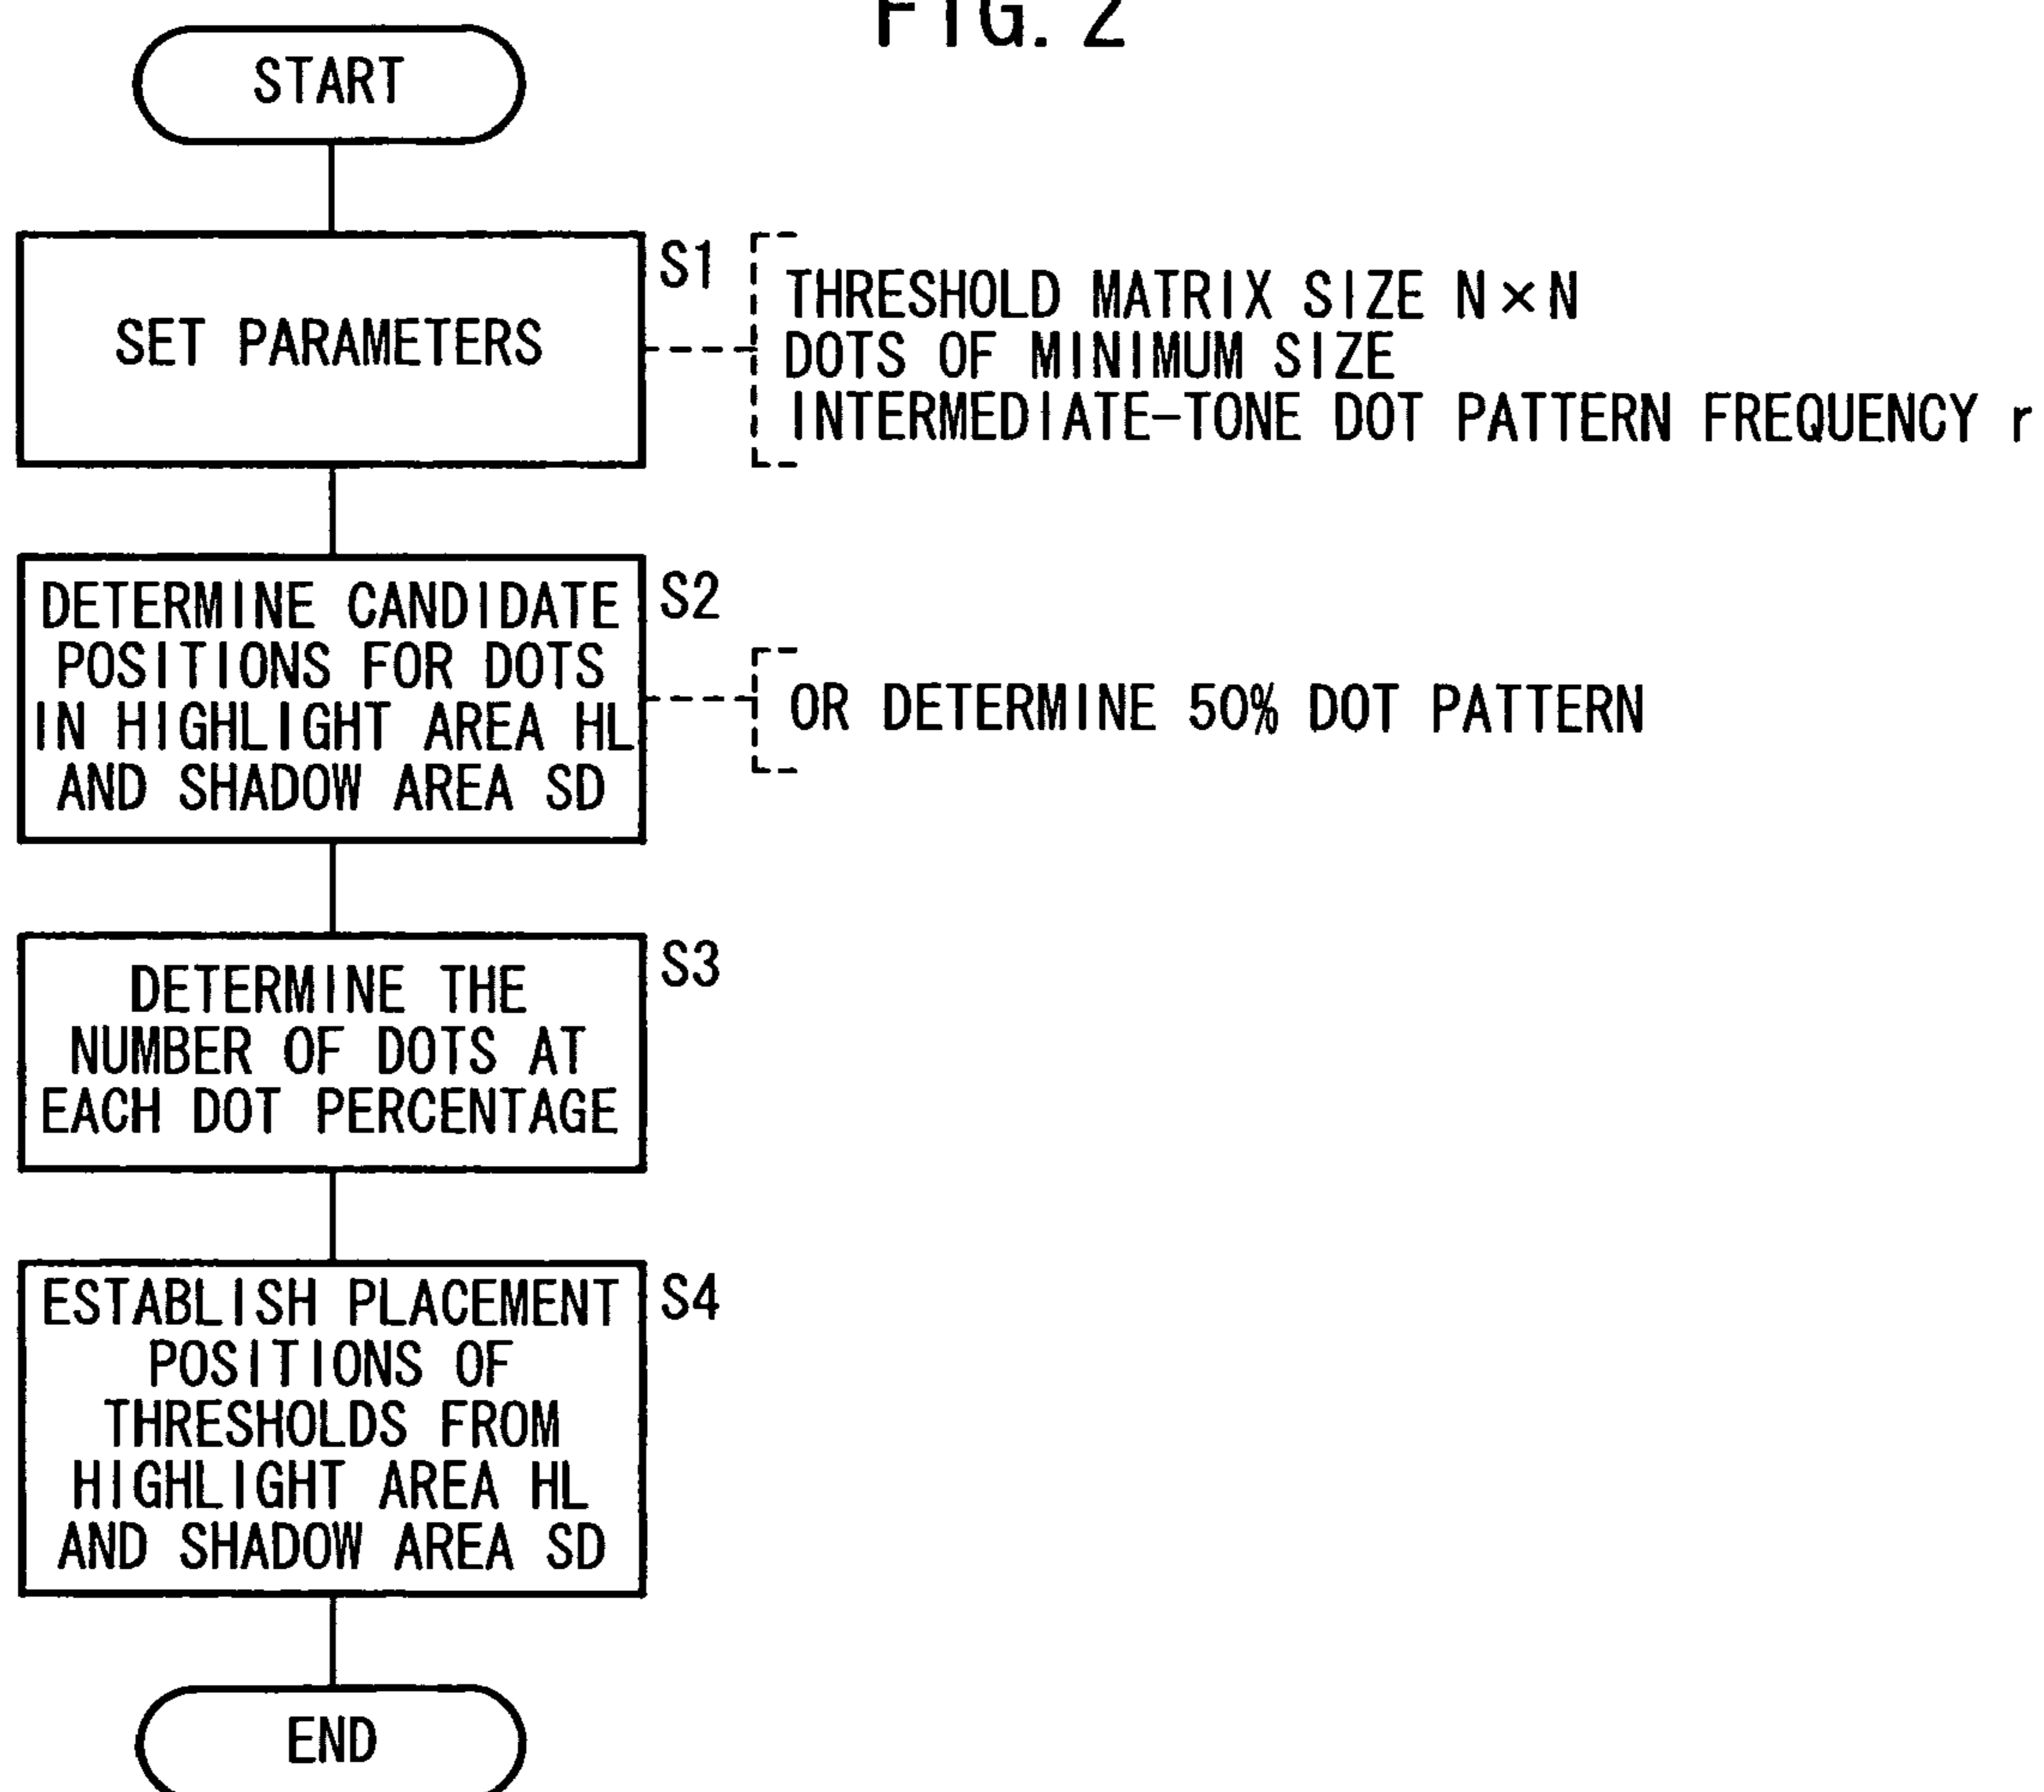 FIG. 2
START
SET PARAMETERS
S1
THRESHOLD MATRIX SIZE N×N
DOTS OF MINIMUM SIZE
INTERMEDIATE-TONE DOT PATTERN FREQUENCY r
DETERMINE CANDIDATE
POSITIONS FOR DOTS
IN HIGHLIGHT AREA HL
AND SHADOW AREA SD
S2
OR DETERMINE 50% DOT PATTERN
DETERMINE THE
NUMBER OF DOTS AT
EACH DOT PERCENTAGE
S3
ESTABLISH PLACEMENT
POSITIONS OF
THRESHOLDS FROM
HIGHLIGHT AREA HL
AND SHADOW AREA SD
S4
END